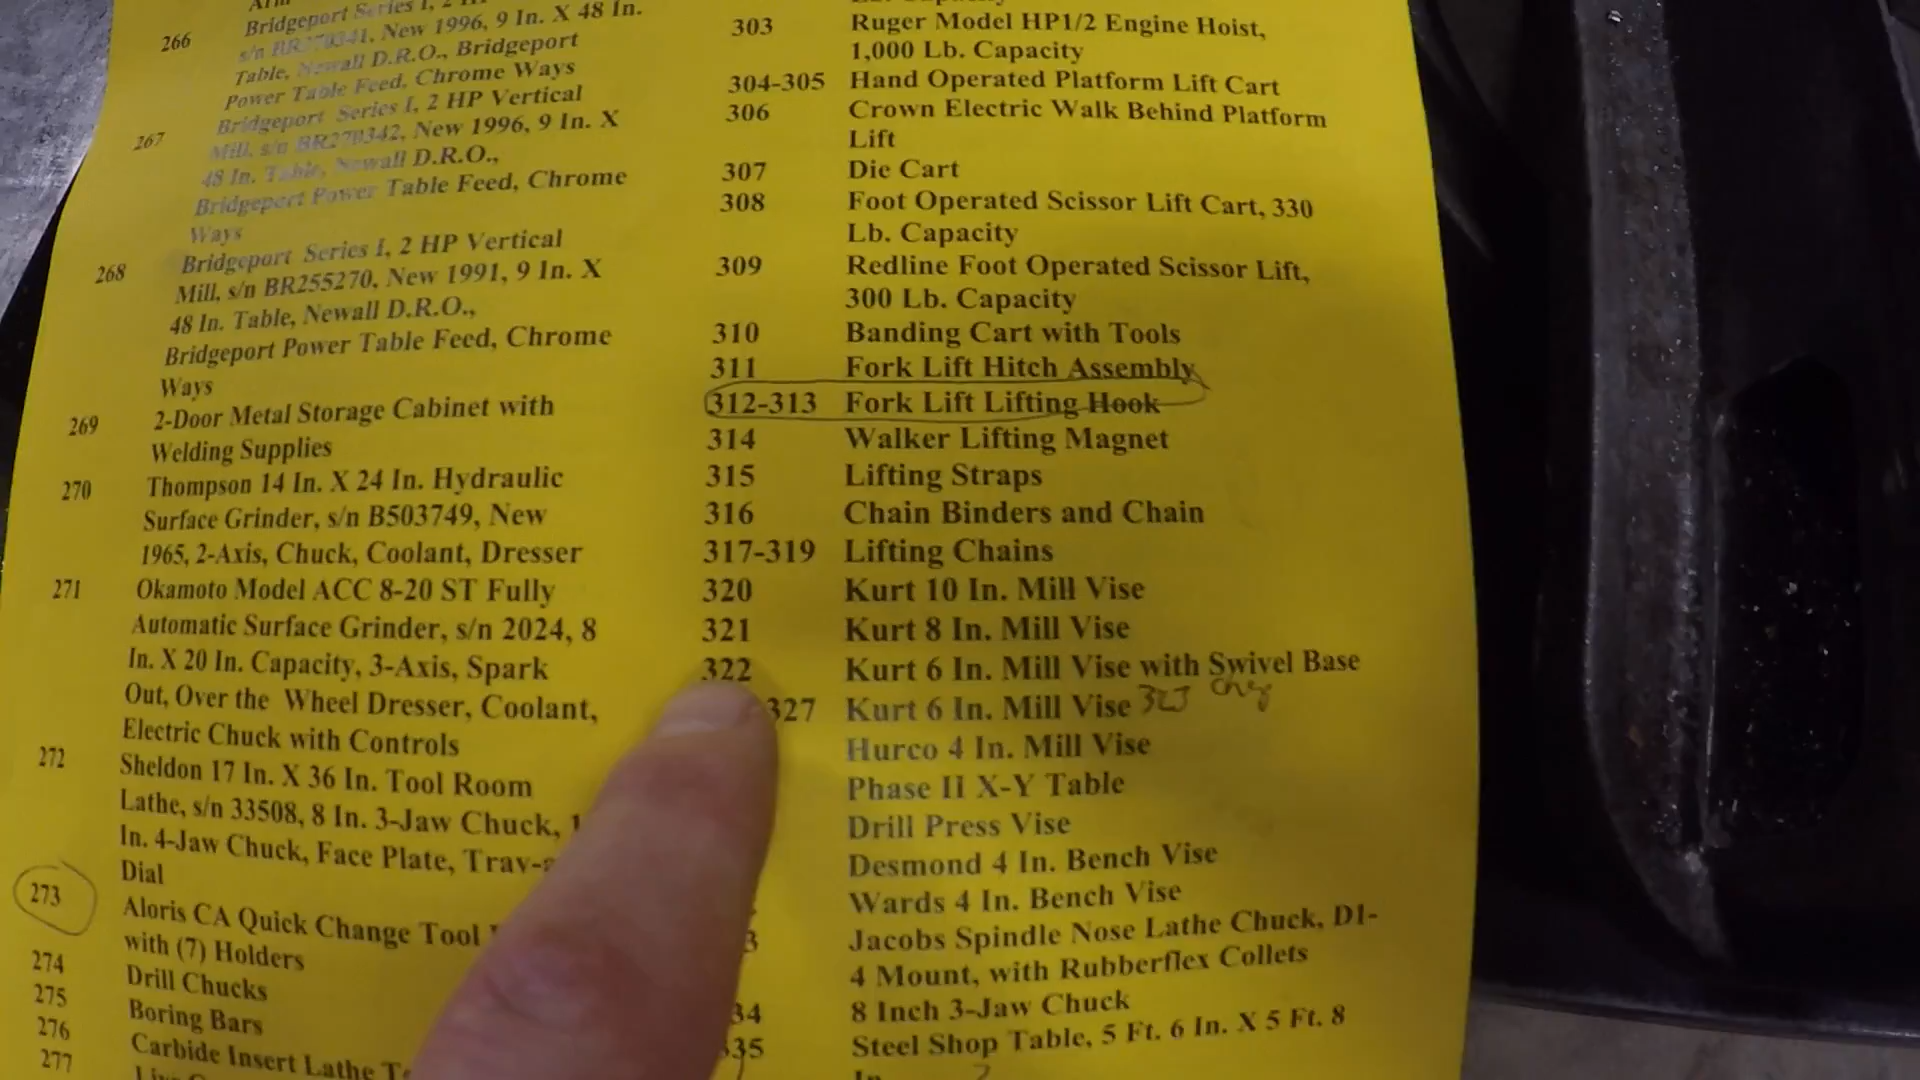 266
Bridgeport Series I, 2
s/n BR270341, New 1996, 9 In. X 48 In.
Table, Newall D.R.O., Bridgeport
Power Table Feed, Chrome Ways
267
Bridgeport Series I, 2 HP Vertical
Mill, s/n BR270342, New 1996, 9 In. X
48 In. Table, Newall D.R.O.,
Bridgeport Power Table Feed, Chrome
Ways
268
Bridgeport Series I, 2 HP Vertical
Mill, s/n BR255270, New 1991, 9 In. X
48 In. Table, Newall D.R.O.,
Bridgeport Power Table Feed, Chrome
Ways
269 2-Door Metal Storage Cabinet with
Welding Supplies
270 Thompson 14 In. X 24 In. Hydraulic
Surface Grinder, s/n B503749, New
1965, 2-Axis, Chuck, Coolant, Dresser
271 Okamoto Model ACC 8-20 ST Fully
Automatic Surface Grinder, s/n 2024, 8
In. X 20 In. Capacity, 3-Axis, Spark
Out, Over the Wheel Dresser, Coolant,
Electric Chuck with Controls
272 Sheldon 17 In. X 36 In. Tool Room
Lathe, s/n 33508, 8 In. 3-Jaw Chuck,
In. 4-Jaw Chuck, Face Plate,
Dial
273 Aloris CA Quick Change Tool
with (7) Holders
274 Drill Chucks
275 Boring Bars
276 Carbide Insert Lathe
277
303 Ruger Model HP1/2 Engine Hoist,
1,000 Lb. Capacity
304-305 Hand Operated Platform Lift Cart
306 Crown Electric Walk Behind Platform
Lift
307 Die Cart
308 Foot Operated Scissor Lift Cart, 330
Lb. Capacity
309 Redline Foot Operated Scissor Lift,
300 Lb. Capacity
310 Banding Cart with Tools
311 Fork Lift Hitch Assembly
312-313 Fork Lift Lifting Hook
314 Walker Lifting Magnet
315 Lifting Straps
316 Chain Binders and Chain
317-319 Lifting Chains
320 Kurt 10 In. Mill Vise
321 Kurt 8 In. Mill Vise
322 Kurt 6 In. Mill Vise with Swivel Base
327 Kurt 6 In. Mill Vise 323
Hurco 4 In. Mill Vise
Phase II X-Y Table
Drill Press Vise
Desmond 4 In. Bench Vise
Wards 4 In. Bench Vise
3 Jacobs Spindle Nose Lathe Chuck, D1-
4 Mount, with Rubberflex Collets
34 8 Inch 3-Jaw Chuck
335 Steel Shop Table, 5 Ft. 6 In. X 5 Ft. 8
In.